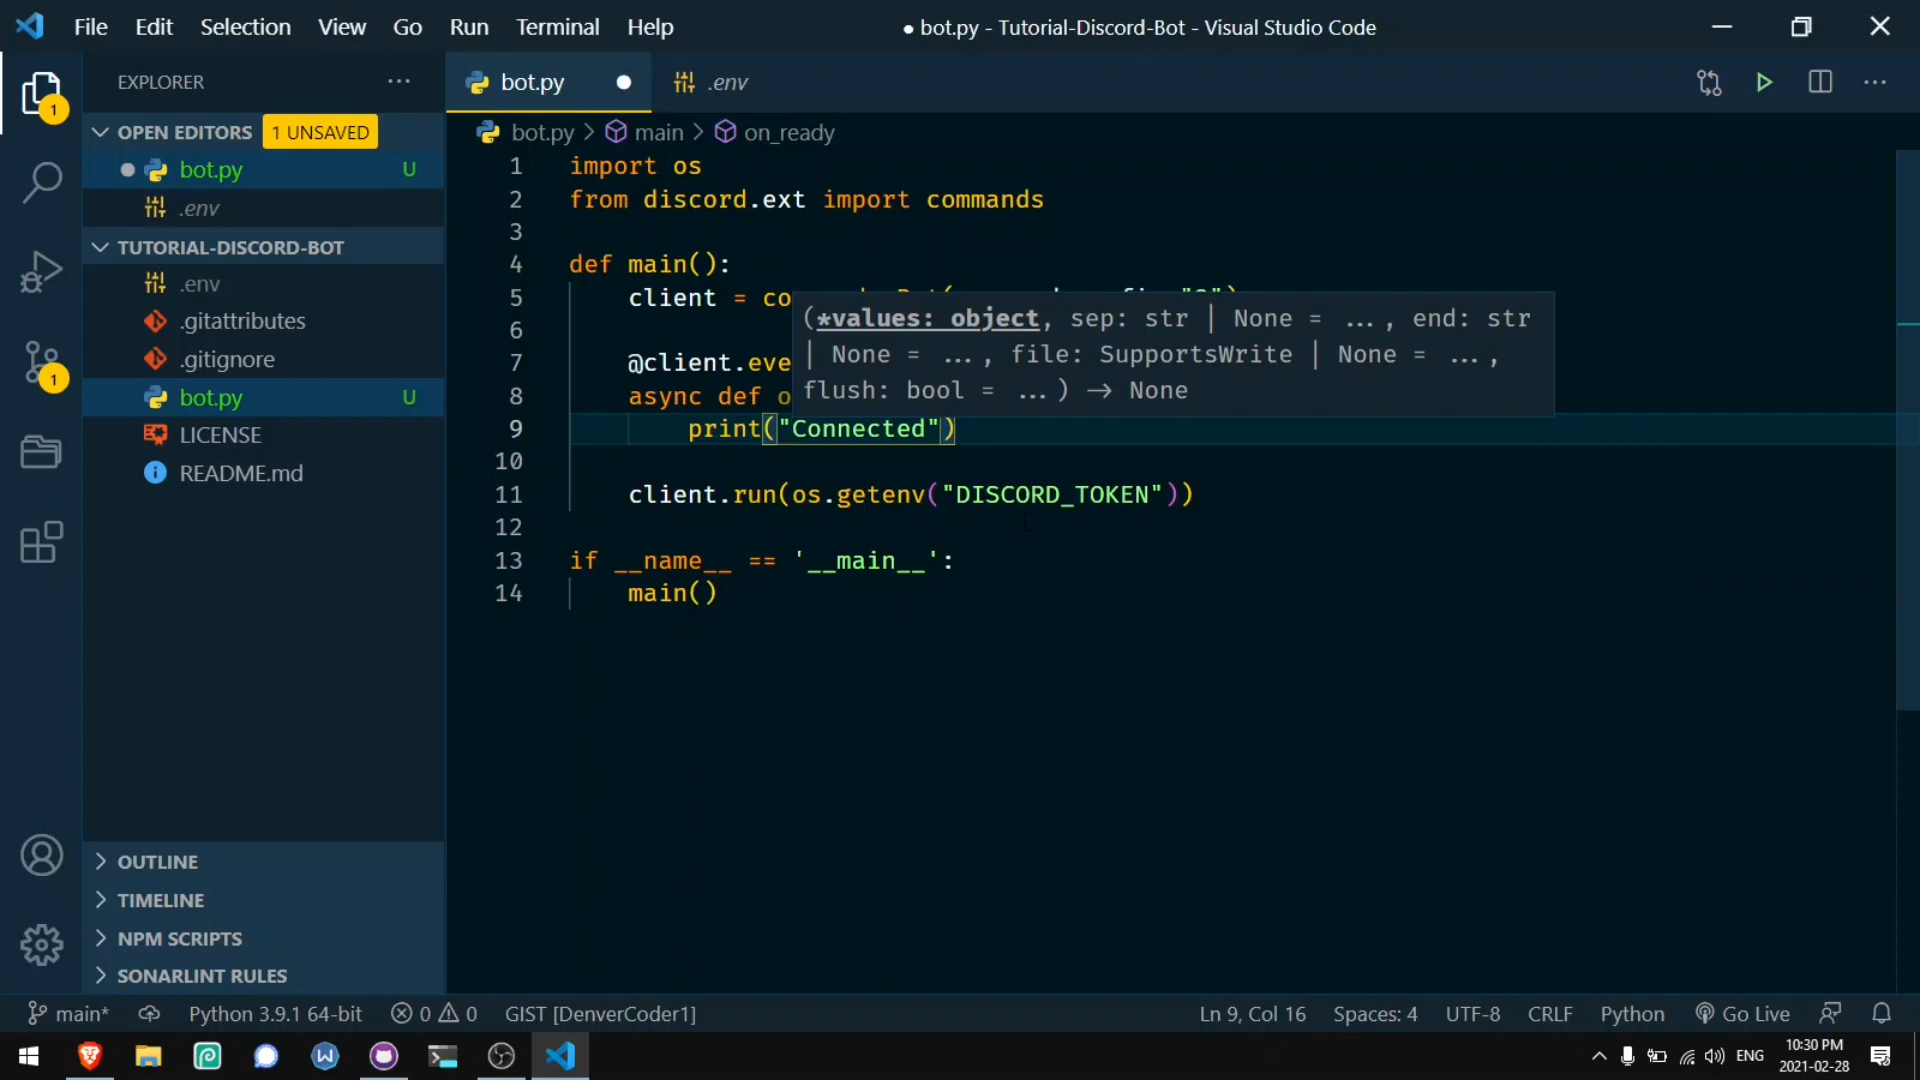 File Edit Selection View Go Run Terminal Help
● bot.py - Tutorial-Discord-Bot - Visual Studio Code
EXPLORER
bot.py
.env
OPEN EDITORS 1 UNSAVED
bot.py U
.env
TUTORIAL-DISCORD-BOT
.env
.gitattributes
.gitignore
bot.py U
LICENSE
README.md
OUTLINE
TIMELINE
NPM SCRIPTS
SONARLINT RULES
1
1
bot.py > main > on_ready
1 import os
2 from discord.ext import commands
3
4 def main():
5 client = co
6
7 @client.eve
8 async def o
9 print("Connected")
10
11 client.run(os.getenv("DISCORD_TOKEN"))
12
13 if __name__ == '__main__':
14 main()
(*values: object, sep: str | None = ..., end: str
| None = ..., file: SupportsWrite | None = ...,
flush: bool = ...) → None
main* Python 3.9.1 64-bit 0 0 GIST [DenverCoder1] Ln 9, Col 16 Spaces: 4 UTF-8 CRLF Python Go Live
ENG
10:30 PM
2021-02-28